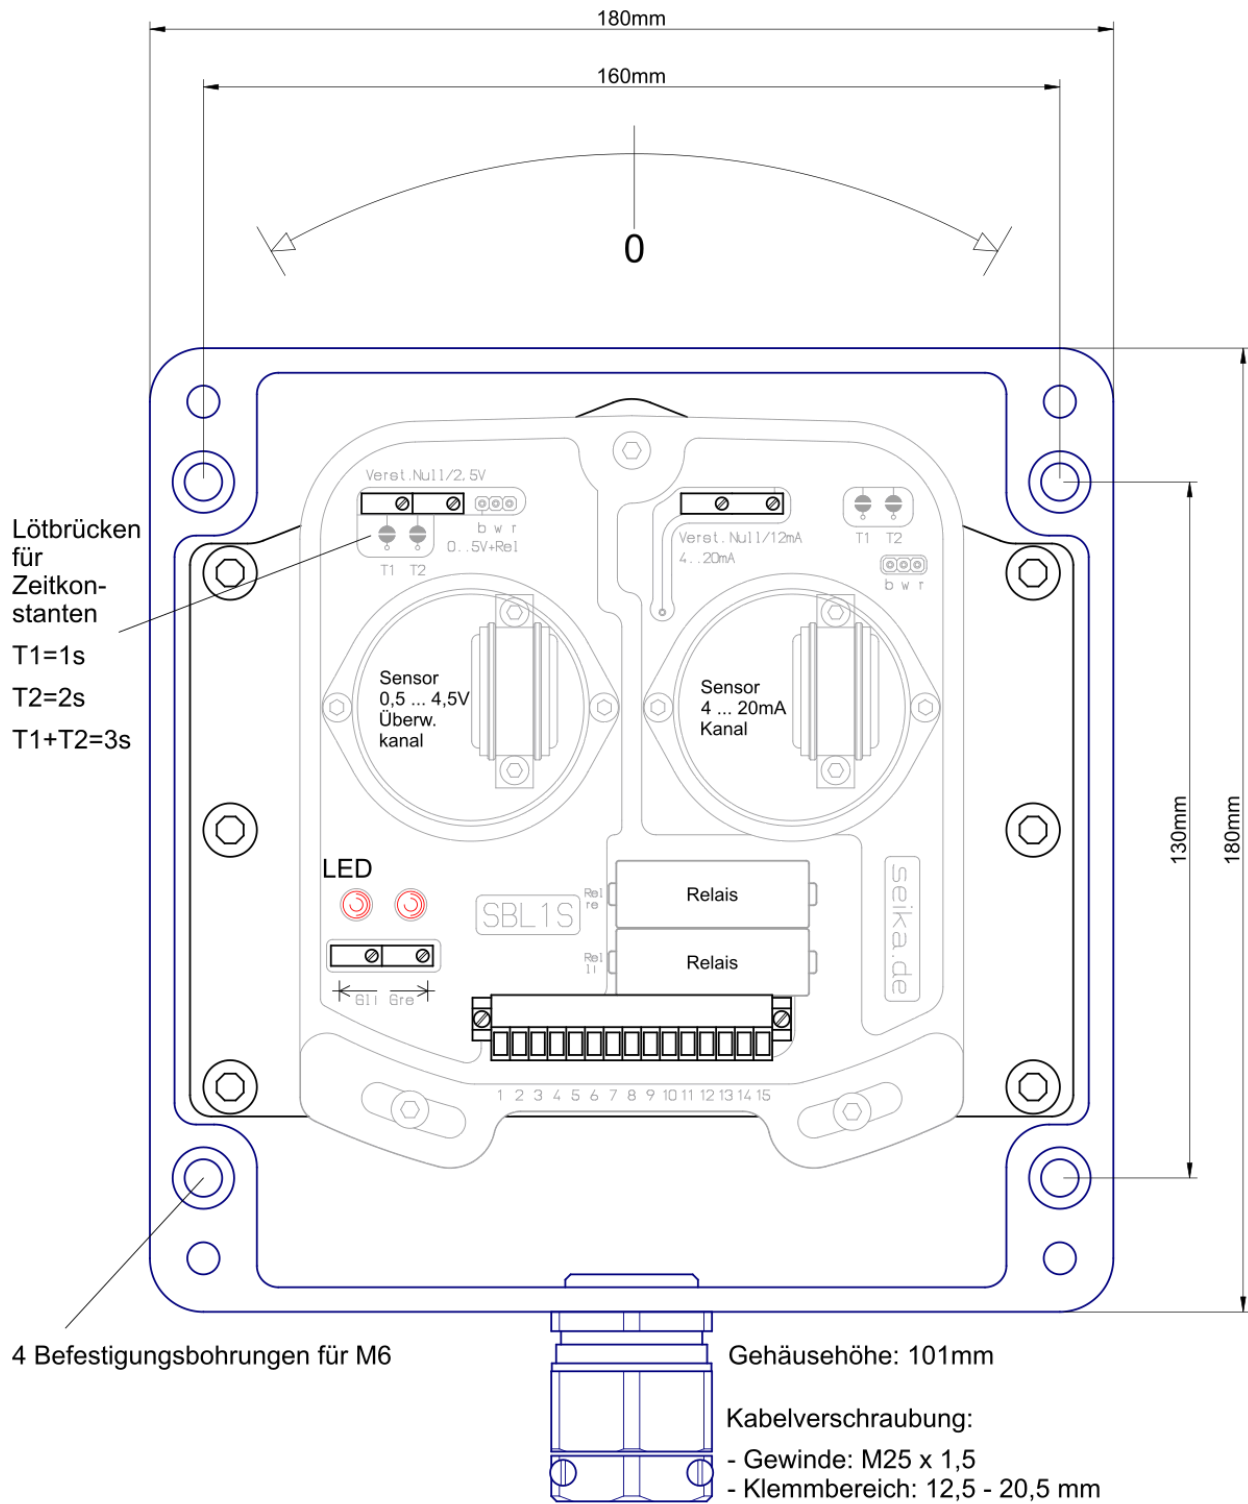 180mm
160mm
0
Verst.Null/2,5V
b w r
0..5V+Rel
T1 T2
Verst.Null/12mA
4..20mA
T1 T2
b w r
Lötbrücken
für
Zeitkon-
stanten
T1=1s
T2=2s
T1+T2=3s
Sensor
0,5 ... 4,5V
Überw.
kanal
Sensor
4 ... 20mA
Kanal
130mm
180mm
LED
SBL1S
Rel
re
Relais
Rel
li
Relais
seika.de
Gli Gre
1 2 3 4 5 6 7 8 9 10 11 12 13 14 15
4 Befestigungsbohrungen für M6
Gehäusehöhe: 101mm
Kabelverschraubung:
- Gewinde: M25 x 1,5
- Klemmbereich: 12,5 - 20,5 mm